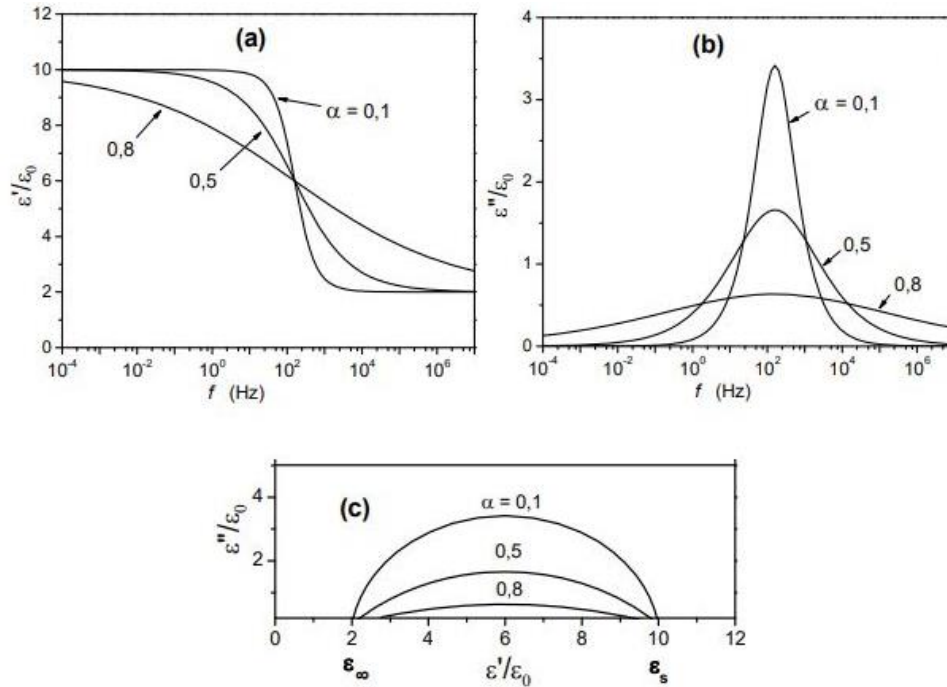 (a)
12
10
8
6
4
2
0
ε'/ε₀
α = 0,1
0,5
0,8
10⁻⁴ 10⁻² 10⁰ 10² 10⁴ 10⁶
f (Hz)
(b)
4
3
2
1
0
ε"/ε₀
α = 0,1
0,5
0,8
10⁻⁴ 10⁻² 10⁰ 10² 10⁴ 10⁶
f (Hz)
(c)
4
2
ε"/ε₀
α = 0,1
0,5
0,8
0 2 4 6 8 10 12
ε∞ ε'/ε₀ εₛ